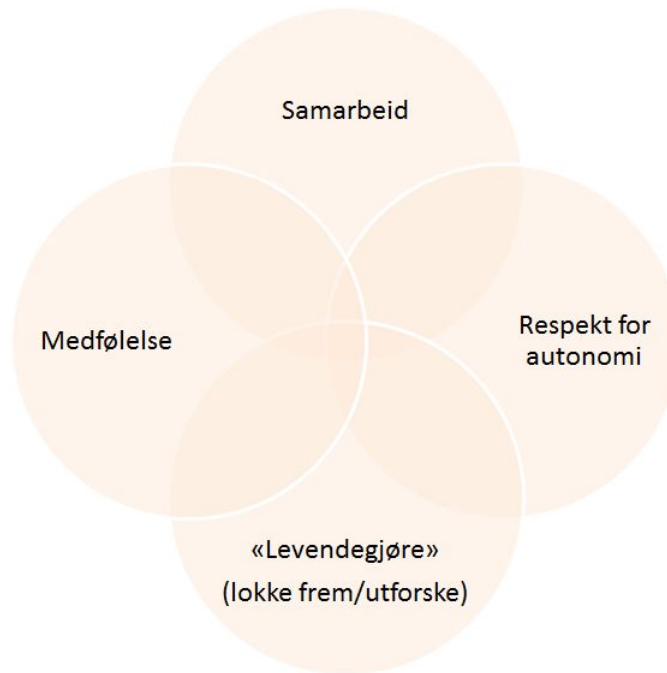 Samarbeid
Medfølelse
Respekt for
autonomi
«Levendegjøre»
(lokke frem/utforske)